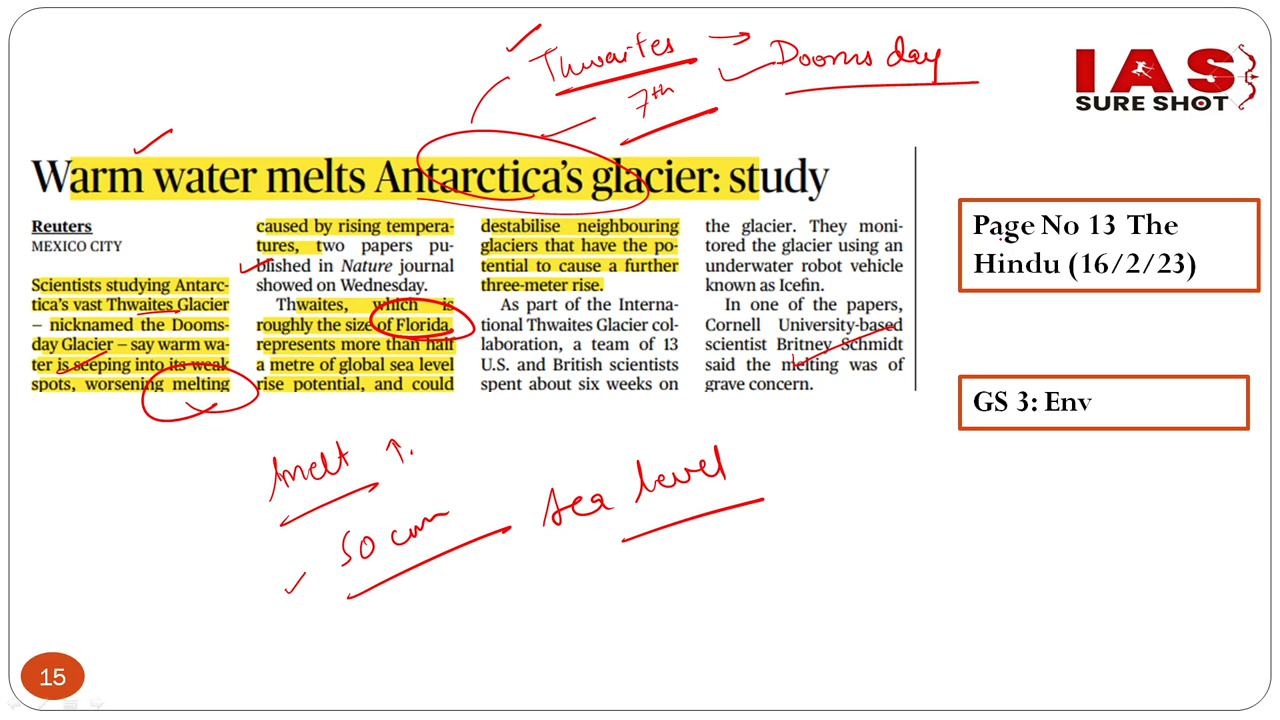 Thwaites → Dooms day
7th
IAS
SURE SHOT
Warm water melts Antarctica's glacier: study
Reuters
MEXICO CITY
Scientists studying Antarc-
tica's vast Thwaites Glacier
– nicknamed the Dooms-
day Glacier – say warm wa-
ter is seeping into its weak
spots, worsening melting
caused by rising tempera-
tures, two papers pu-
blished in Nature journal
showed on Wednesday.
Thwaites, which is
roughly the size of Florida,
represents more than half
a metre of global sea level
rise potential, and could
destabilise neighbouring
glaciers that have the po-
tential to cause a further
three-meter rise.
As part of the Interna-
tional Thwaites Glacier col-
laboration, a team of 13
U.S. and British scientists
spent about six weeks on
the glacier. They moni-
tored the glacier using an
underwater robot vehicle
known as Icefin.
In one of the papers,
Cornell University-based
scientist Britney Schmidt
said the melting was of
grave concern.
Page No 13 The
Hindu (16/2/23)
GS 3: Env
melt ↑
50 cm Sea level
15